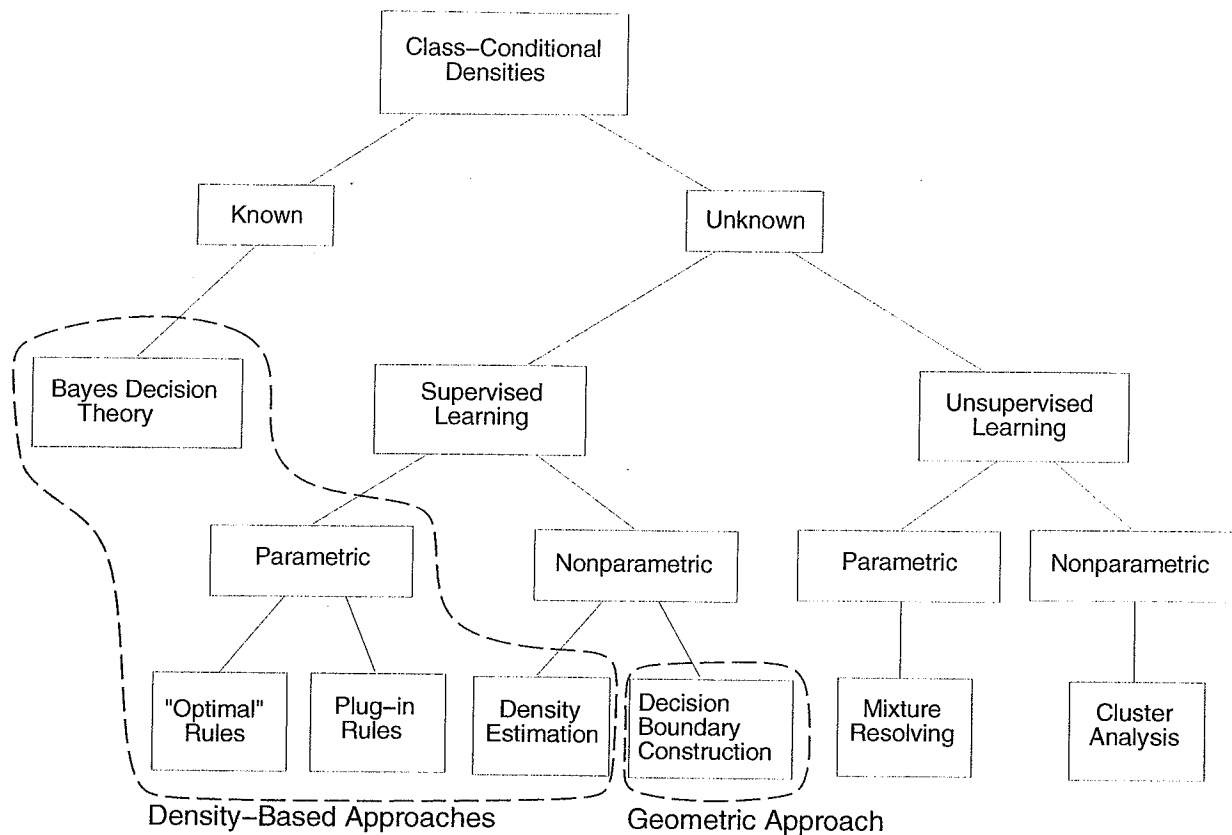 Class–Conditional
Densities
Known
Unknown
Bayes Decision
Theory
Supervised
Learning
Unsupervised
Learning
Parametric
Nonparametric
Parametric
Nonparametric
"Optimal"
Rules
Plug–in
Rules
Density
Estimation
Decision
Boundary
Construction
Mixture
Resolving
Cluster
Analysis
Density–Based Approaches
Geometric Approach